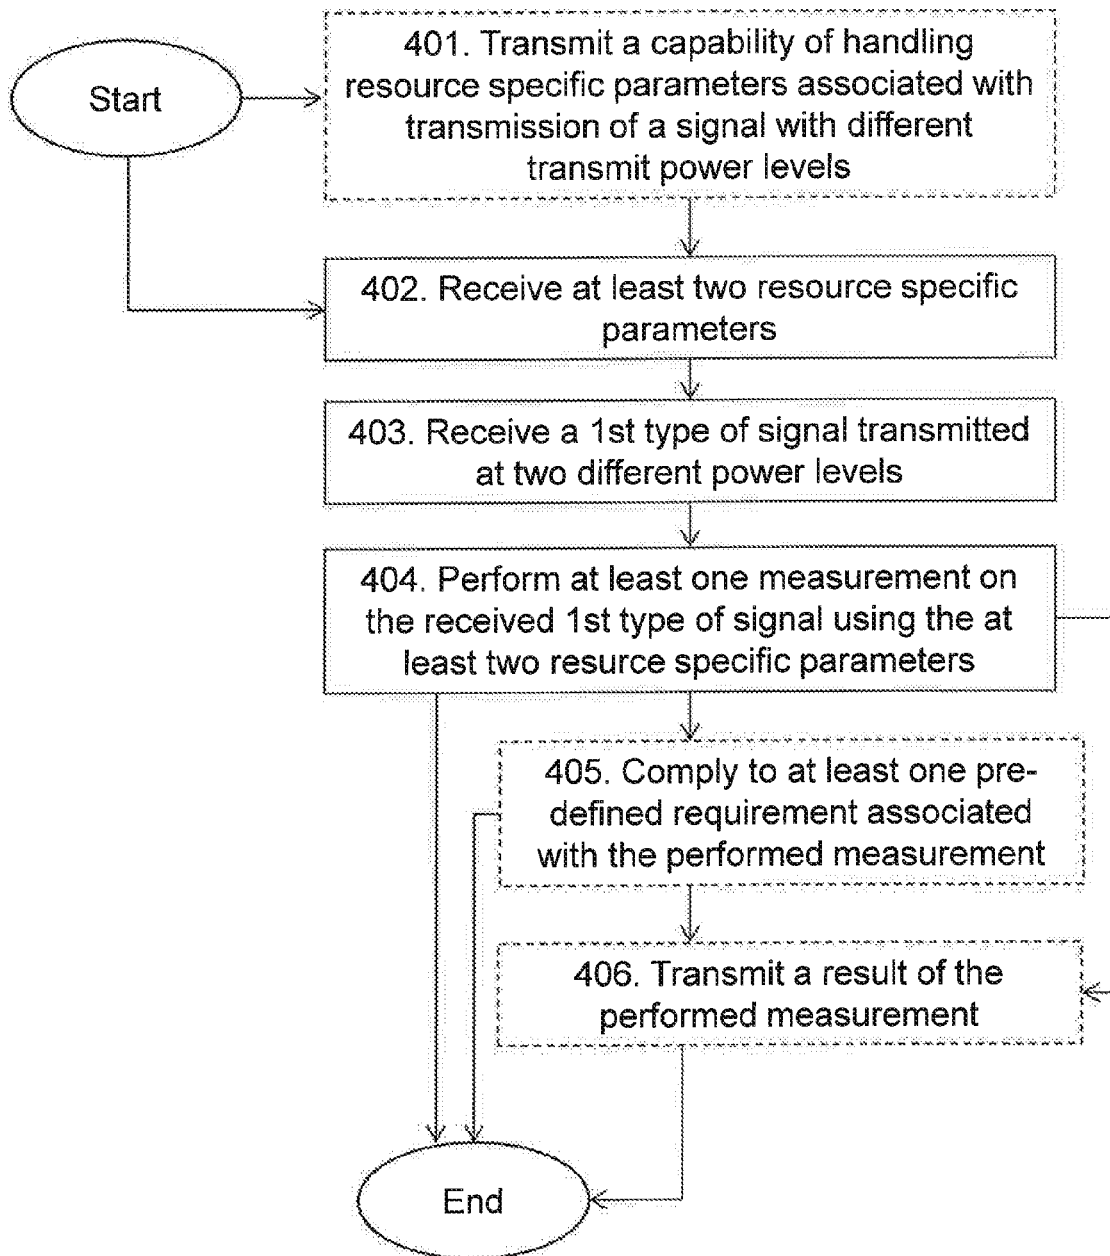 Start
401. Transmit a capability of handling
resource specific parameters associated with
transmission of a signal with different
transmit power levels
402. Receive at least two resource specific
parameters
403. Receive a 1st type of signal transmitted
at two different power levels
404. Perform at least one measurement on
the received 1st type of signal using the at
least two resurce specific parameters
405. Comply to at least one pre-
defined requirement associated
with the performed measurement
406. Transmit a result of the
performed measurement
End